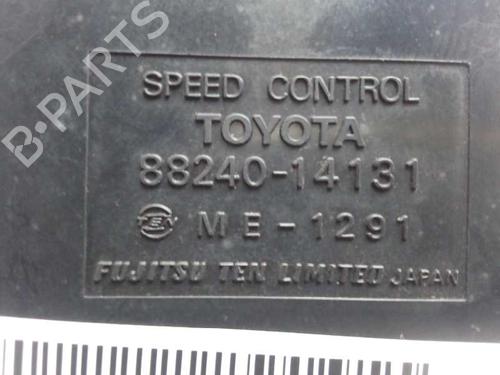 SPEED CONTROL
TOYOTA
88240-14131
TEN ME-1291
FUJITSU TEN LIMITED JAPAN
B-PARTS